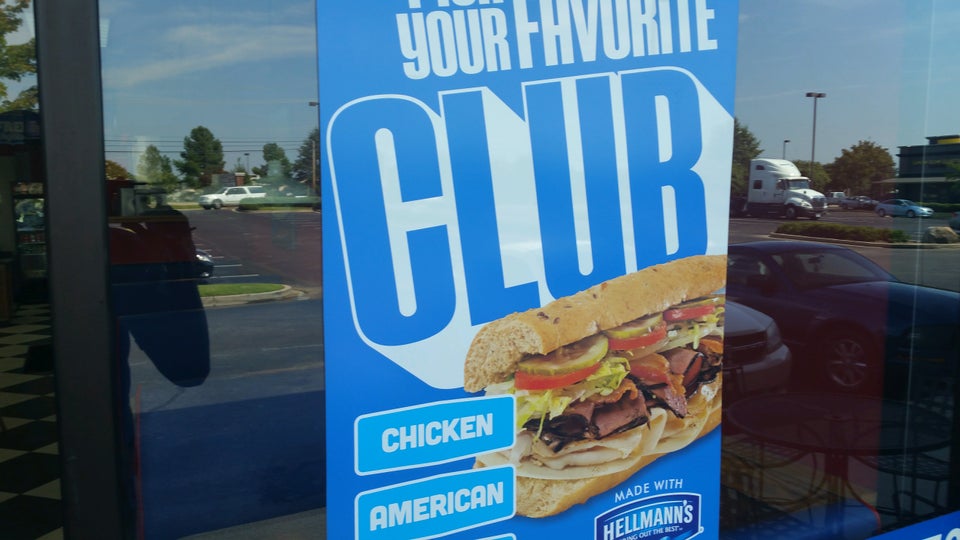 YOUR FAVORITE
CLUB
CHICKEN
AMERICAN
MADE WITH
HELLMANN'S